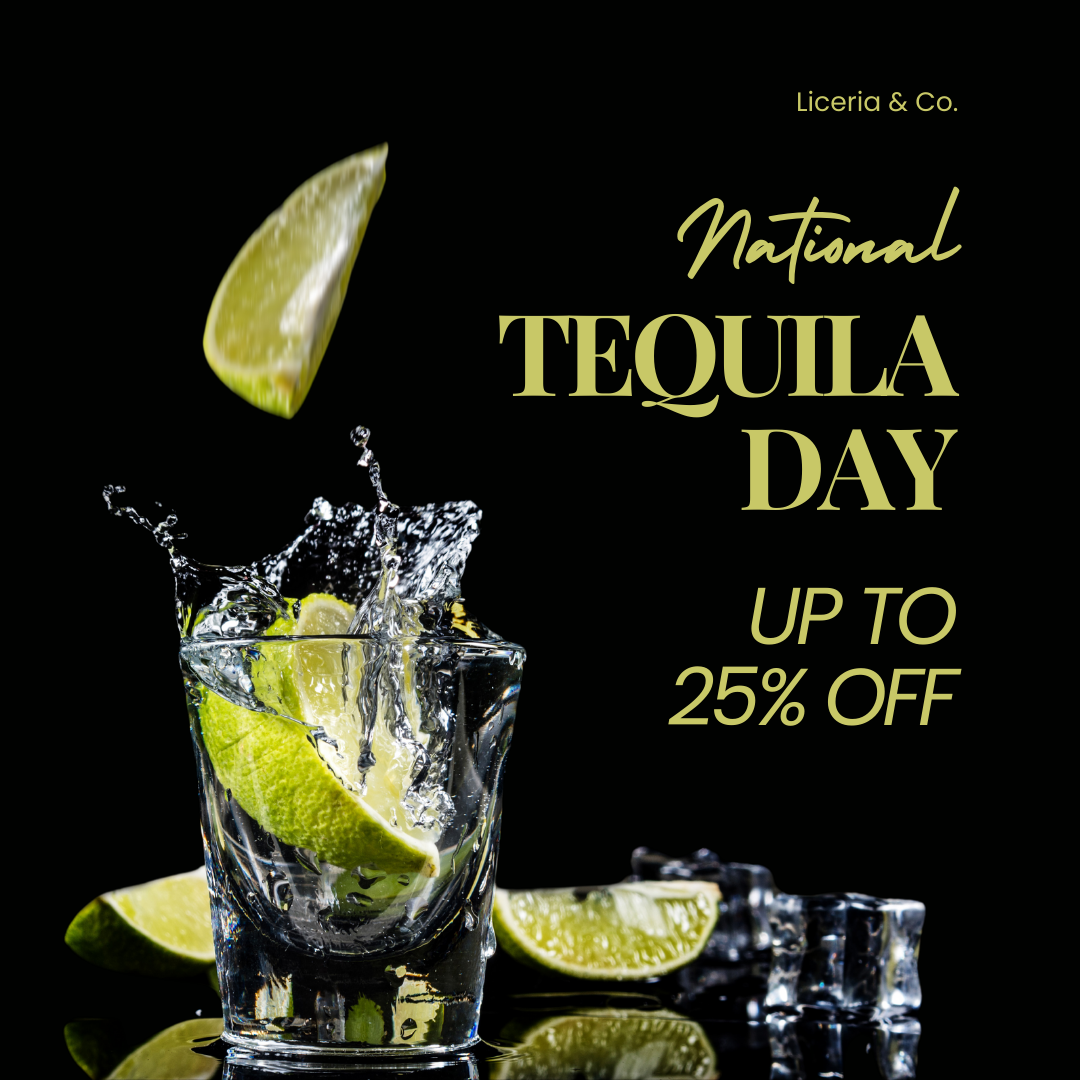 Liceria & Co.
National
TEQUILA
DAY
UP TO
25% OFF